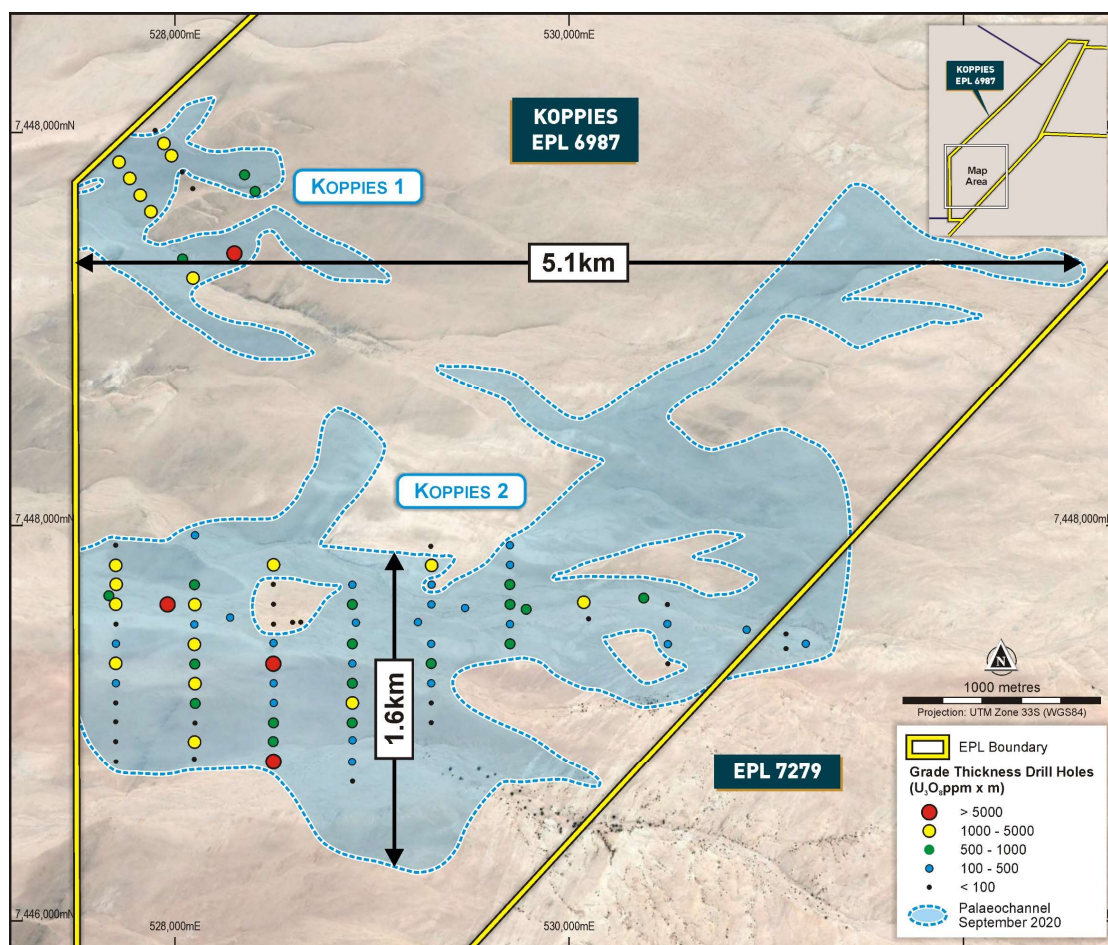 528,000mE
530,000mE
KOPPIES
EPL 6987
Map
Area
7,448,000mN
KOPPIES
EPL 6987
KOPPIES 1
5.1km
KOPPIES 2
7,448,000mN
7,448,000mN
1.6km
N
1000 metres
Projection: UTM Zone 33S (WGS84)
EPL 7279
EPL Boundary
Grade Thickness Drill Holes
(U₃O₈ppm x m)
> 5000
1000 - 5000
500 - 1000
100 - 500
< 100
Palaeochannel
September 2020
7,446,000mN
528,000mE
530,000mE